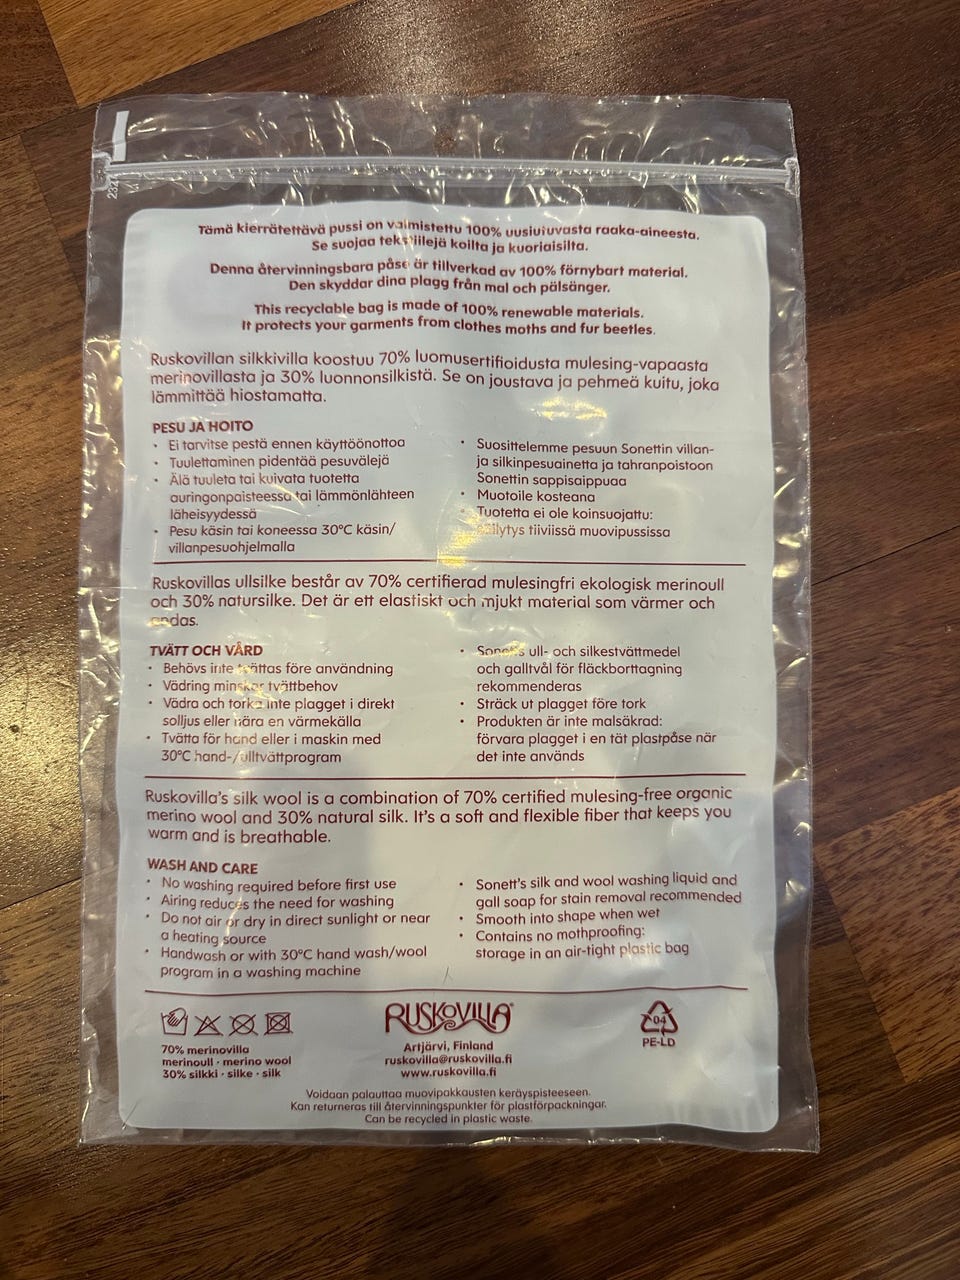 Tämä kierrätettävä pussi on valmistettu 100% uusiutuvasta raaka-aineesta.
Se suojaa tekstiilejä koilta ja kuoriaisilta.
Denna återvinningsbara påse är tillverkad av 100% förnybart material.
Den skyddar dina plagg från mal och pälsänger.
This recyclable bag is made of 100% renewable materials.
It protects your garments from clothes moths and fur beetles.
Ruskovillan silkkivilla koostuu 70% luomusertifioidusta mulesing-vapaasta
merinovillasta ja 30% luonnonsilkistä. Se on joustava ja pehmeä kuitu, joka
lämmittää hiostamatta.
PESU JA HOITO
• Ei tarvitse pestä ennen käyttöönottoa
• Tuulettaminen pidentää pesuvälejä
• Älä tuuleta tai kuivata tuotetta
auringonpaisteessa tai lämmönlähteen
läheisyydessä
• Pesu käsin tai koneessa 30°C käsin/
villanpesuohjelmalla
• Suosittelemme pesuun Sonettin villan-
ja silkinpesuainetta ja tahranpoistoon
Sonettin sappisaippuaa
• Muotoile kosteana
• Tuotetta ei ole koinsuojattu:
säilytys tiiviissä muovipussissa
Ruskovillas ullsilke består av 70% certifierad mulesingfri ekologisk merinoull
och 30% natursilke. Det är ett elastiskt och mjukt material som värmer och
andas.
TVÄTT OCH VÅRD
• Behövs inte tvättas före användning
• Vädring minskar tvättbehov
• Vädra och torka inte plagget i direkt
solljus eller nära en värmekälla
• Tvätta för hand eller i maskin med
30°C hand-/ulltvättprogram
• Sonetts ull- och silkestvättmedel
och galltvål för fläckborttagning
rekommenderas
• Sträck ut plagget före tork
• Produkten är inte malsäkrad:
förvara plagget i en tät plastpåse när
det inte används
Ruskovilla's silk wool is a combination of 70% certified mulesing-free organic
merino wool and 30% natural silk. It's a soft and flexible fiber that keeps you
warm and is breathable.
WASH AND CARE
• No washing required before first use
• Airing reduces the need for washing
• Do not air or dry in direct sunlight or near
a heating source
• Handwash or with 30°C hand wash/wool
program in a washing machine
• Sonett's silk and wool washing liquid and
gall soap for stain removal recommended
• Smooth into shape when wet
• Contains no mothproofing:
storage in an air-tight plastic bag
70% merinovilla
merinoull · merino wool
30% silkki · silke · silk
RUSKOVILLA®
Artjärvi, Finland
ruskovilla@ruskovilla.fi
www.ruskovilla.fi
04
PE-LD
Voidaan palauttaa muovipakkausten keräyspisteeseen.
Kan returneras till återvinningspunkter för plastförpackningar.
Can be recycled in plastic waste.